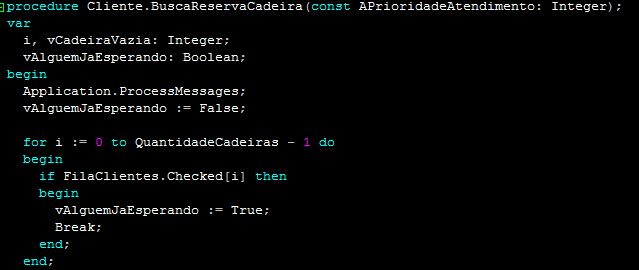 procedure Cliente.BuscaReservaCadeira(const APrioridadeAtendimento: Integer);
var
  i, vCadeiraVazia: Integer;
  vAlguemJaEsperando: Boolean;
begin
  Application.ProcessMessages;
  vAlguemJaEsperando := False;

  for i := 0 to QuantidadeCadeiras - 1 do
  begin
    if FilaClientes.Checked[i] then
    begin
      vAlguemJaEsperando := True;
      Break;
    end;
  end;